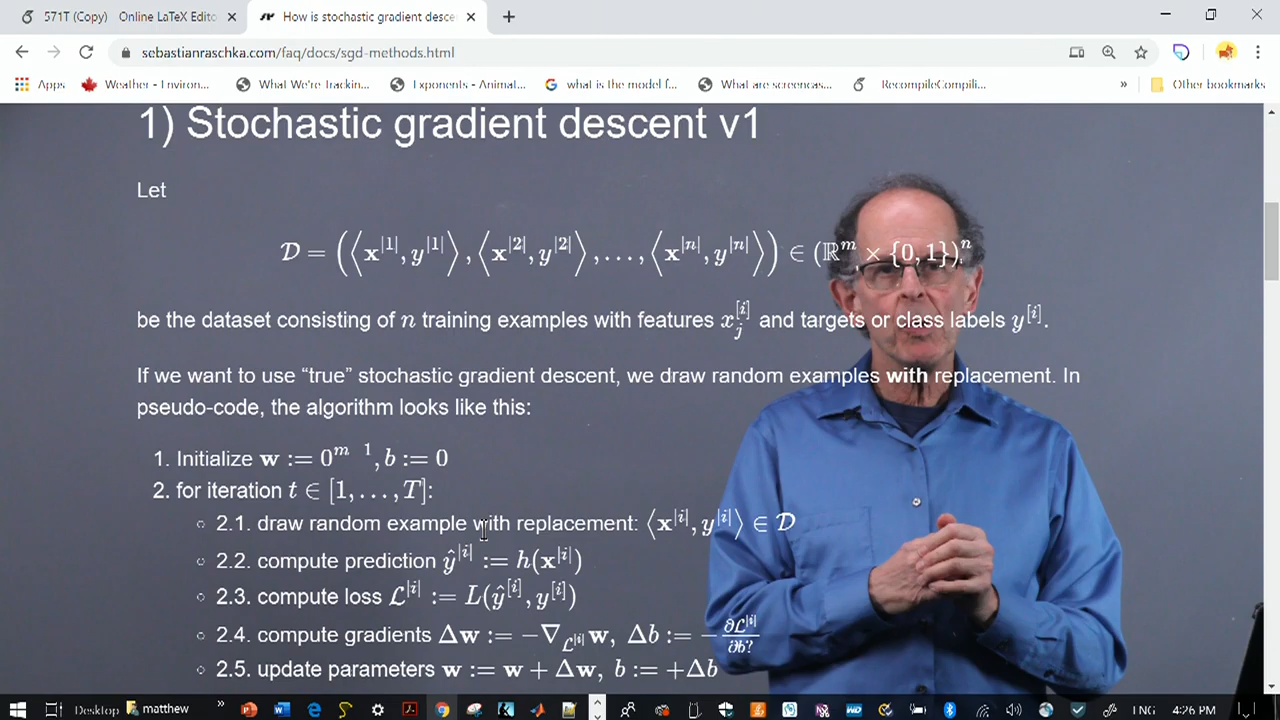 571T (Copy) Online LaTeX Edito
How is stochastic gradient descen
sebastianraschka.com/faq/docs/sgd-methods.html
Apps Weather - Environ... What We're Trackin... Exponents - Animat... what is the model f... What are screencas... RecompileCompili... » Other bookmarks
1) Stochastic gradient descent v1
Let
𝒟 = (⟨x^|1|, y^|1|⟩, ⟨x^|2|, y^|2|⟩, . . . , ⟨x^|n|, y^|n|⟩) ∈ (ℝ^m × {0, 1})^n
be the dataset consisting of n training examples with features x_j^[i] and targets or class labels y^[i].
If we want to use “true” stochastic gradient descent, we draw random examples with replacement. In
pseudo-code, the algorithm looks like this:
1. Initialize w := 0^{m 1}, b := 0
2. for iteration t ∈ [1, . . . , T]:
2.1. draw random example with replacement: ⟨x^|i|, y^|i|⟩ ∈ 𝒟
2.2. compute prediction ŷ^|i| := h(x^|i|)
2.3. compute loss ℒ^|i| := L(ŷ^[i], y^[i])
2.4. compute gradients Δw := −∇_{ℒ^|i|} w, Δb := −∂ℒ^|i|/∂b?
2.5. update parameters w := w + Δw, b := +Δb
Desktop » matthew ENG 4:26 PM